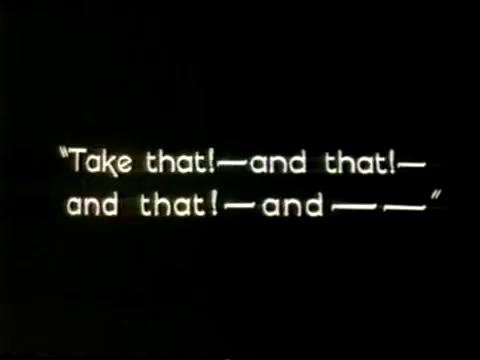 "Take that!—and that!—
and that!—and — —"